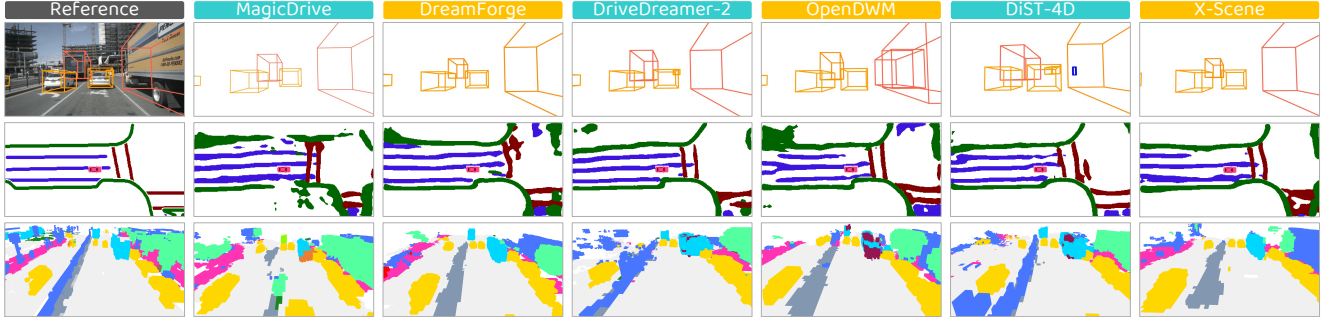 Reference
MagicDrive
DreamForge
DriveDreamer-2
OpenDWM
DiST-4D
X-Scene